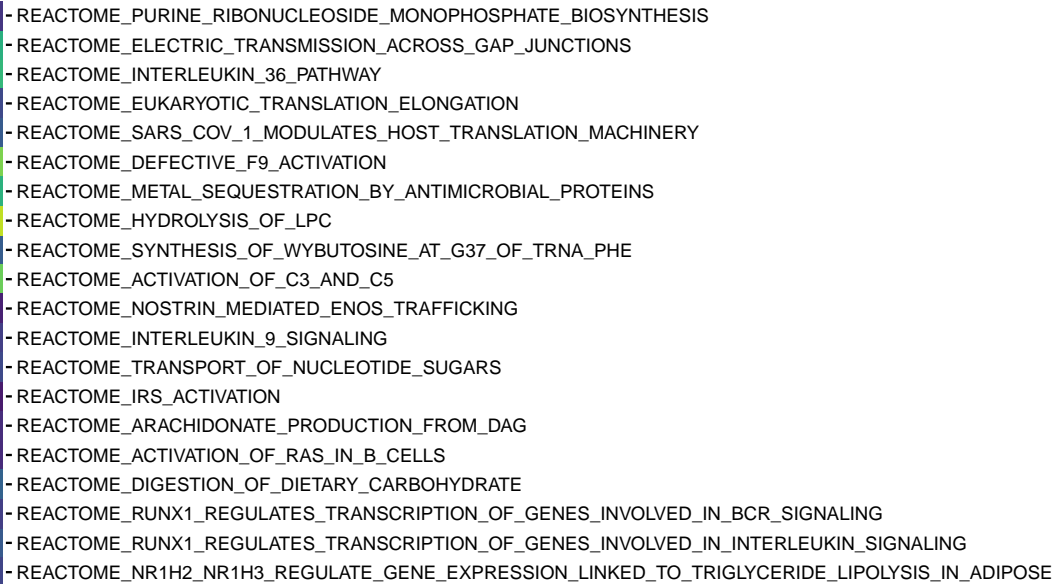 REACTOME_PURINE_RIBONUCLEOSIDE_MONOPHOSPHATE_BIOSYNTHESIS
REACTOME_ELECTRIC_TRANSMISSION_ACROSS_GAP_JUNCTIONS
REACTOME_INTERLEUKIN_36_PATHWAY
REACTOME_EUKARYOTIC_TRANSLATION_ELONGATION
REACTOME_SARS_COV_1_MODULATES_HOST_TRANSLATION_MACHINERY
REACTOME_DEFECTIVE_F9_ACTIVATION
REACTOME_METAL_SEQUESTRATION_BY_ANTIMICROBIAL_PROTEINS
REACTOME_HYDROLYSIS_OF_LPC
REACTOME_SYNTHESIS_OF_WYBUTOSINE_AT_G37_OF_TRNA_PHE
REACTOME_ACTIVATION_OF_C3_AND_C5
REACTOME_NOSTRIN_MEDIATED_ENOS_TRAFFICKING
REACTOME_INTERLEUKIN_9_SIGNALING
REACTOME_TRANSPORT_OF_NUCLEOTIDE_SUGARS
REACTOME_IRS_ACTIVATION
REACTOME_ARACHIDONATE_PRODUCTION_FROM_DAG
REACTOME_ACTIVATION_OF_RAS_IN_B_CELLS
REACTOME_DIGESTION_OF_DIETARY_CARBOHYDRATE
REACTOME_RUNX1_REGULATES_TRANSCRIPTION_OF_GENES_INVOLVED_IN_BCR_SIGNALING
REACTOME_RUNX1_REGULATES_TRANSCRIPTION_OF_GENES_INVOLVED_IN_INTERLEUKIN_SIGNALING
REACTOME_NR1H2_NR1H3_REGULATE_GENE_EXPRESSION_LINKED_TO_TRIGLYCERIDE_LIPOLYSIS_IN_ADIPOSE